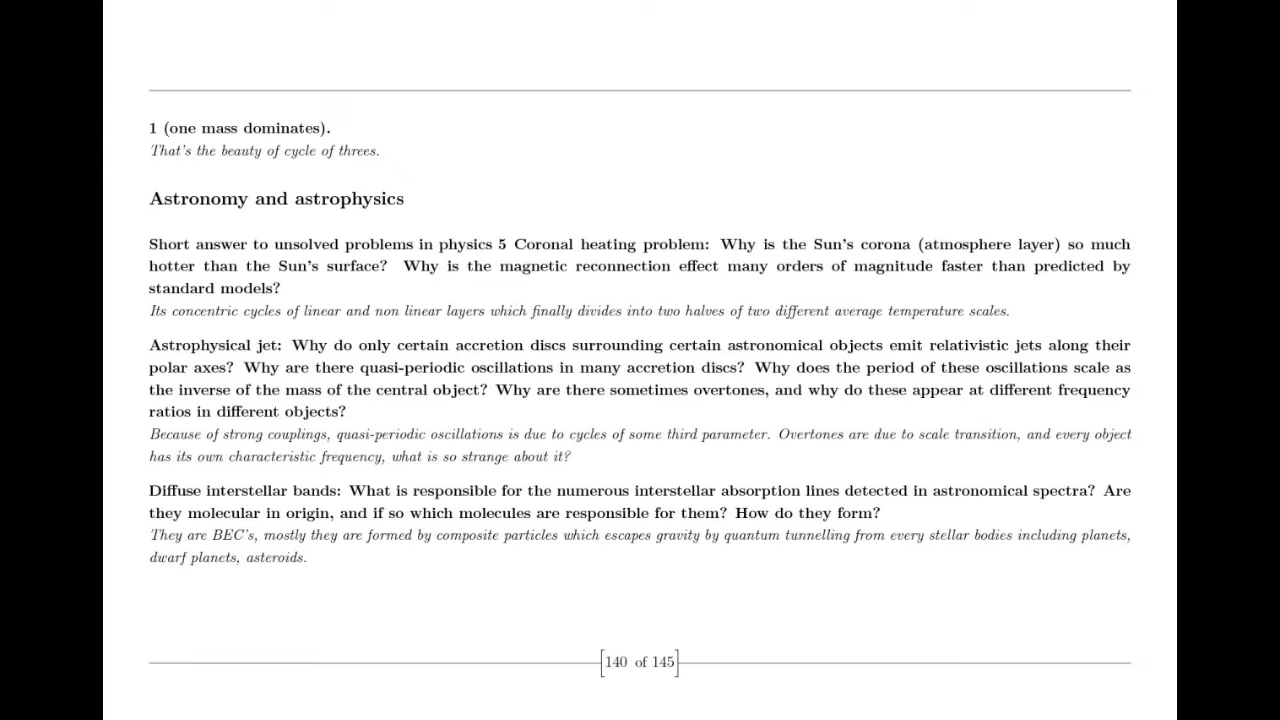 1 (one mass dominates).
That's the beauty of cycle of threes.
Astronomy and astrophysics
Short answer to unsolved problems in physics 5 Coronal heating problem: Why is the Sun's corona (atmosphere layer) so much
hotter than the Sun's surface? Why is the magnetic reconnection effect many orders of magnitude faster than predicted by
standard models?
Its concentric cycles of linear and non linear layers which finally divides into two halves of two different average temperature scales.
Astrophysical jet: Why do only certain accretion discs surrounding certain astronomical objects emit relativistic jets along their
polar axes? Why are there quasi-periodic oscillations in many accretion discs? Why does the period of these oscillations scale as
the inverse of the mass of the central object? Why are there sometimes overtones, and why do these appear at different frequency
ratios in different objects?
Because of strong couplings, quasi-periodic oscillations is due to cycles of some third parameter. Overtones are due to scale transition, and every object
has its own characteristic frequency, what is so strange about it?
Diffuse interstellar bands: What is responsible for the numerous interstellar absorption lines detected in astronomical spectra? Are
they molecular in origin, and if so which molecules are responsible for them? How do they form?
They are BEC's, mostly they are formed by composite particles which escapes gravity by quantum tunnelling from every stellar bodies including planets,
dwarf planets, asteroids.
140 of 145